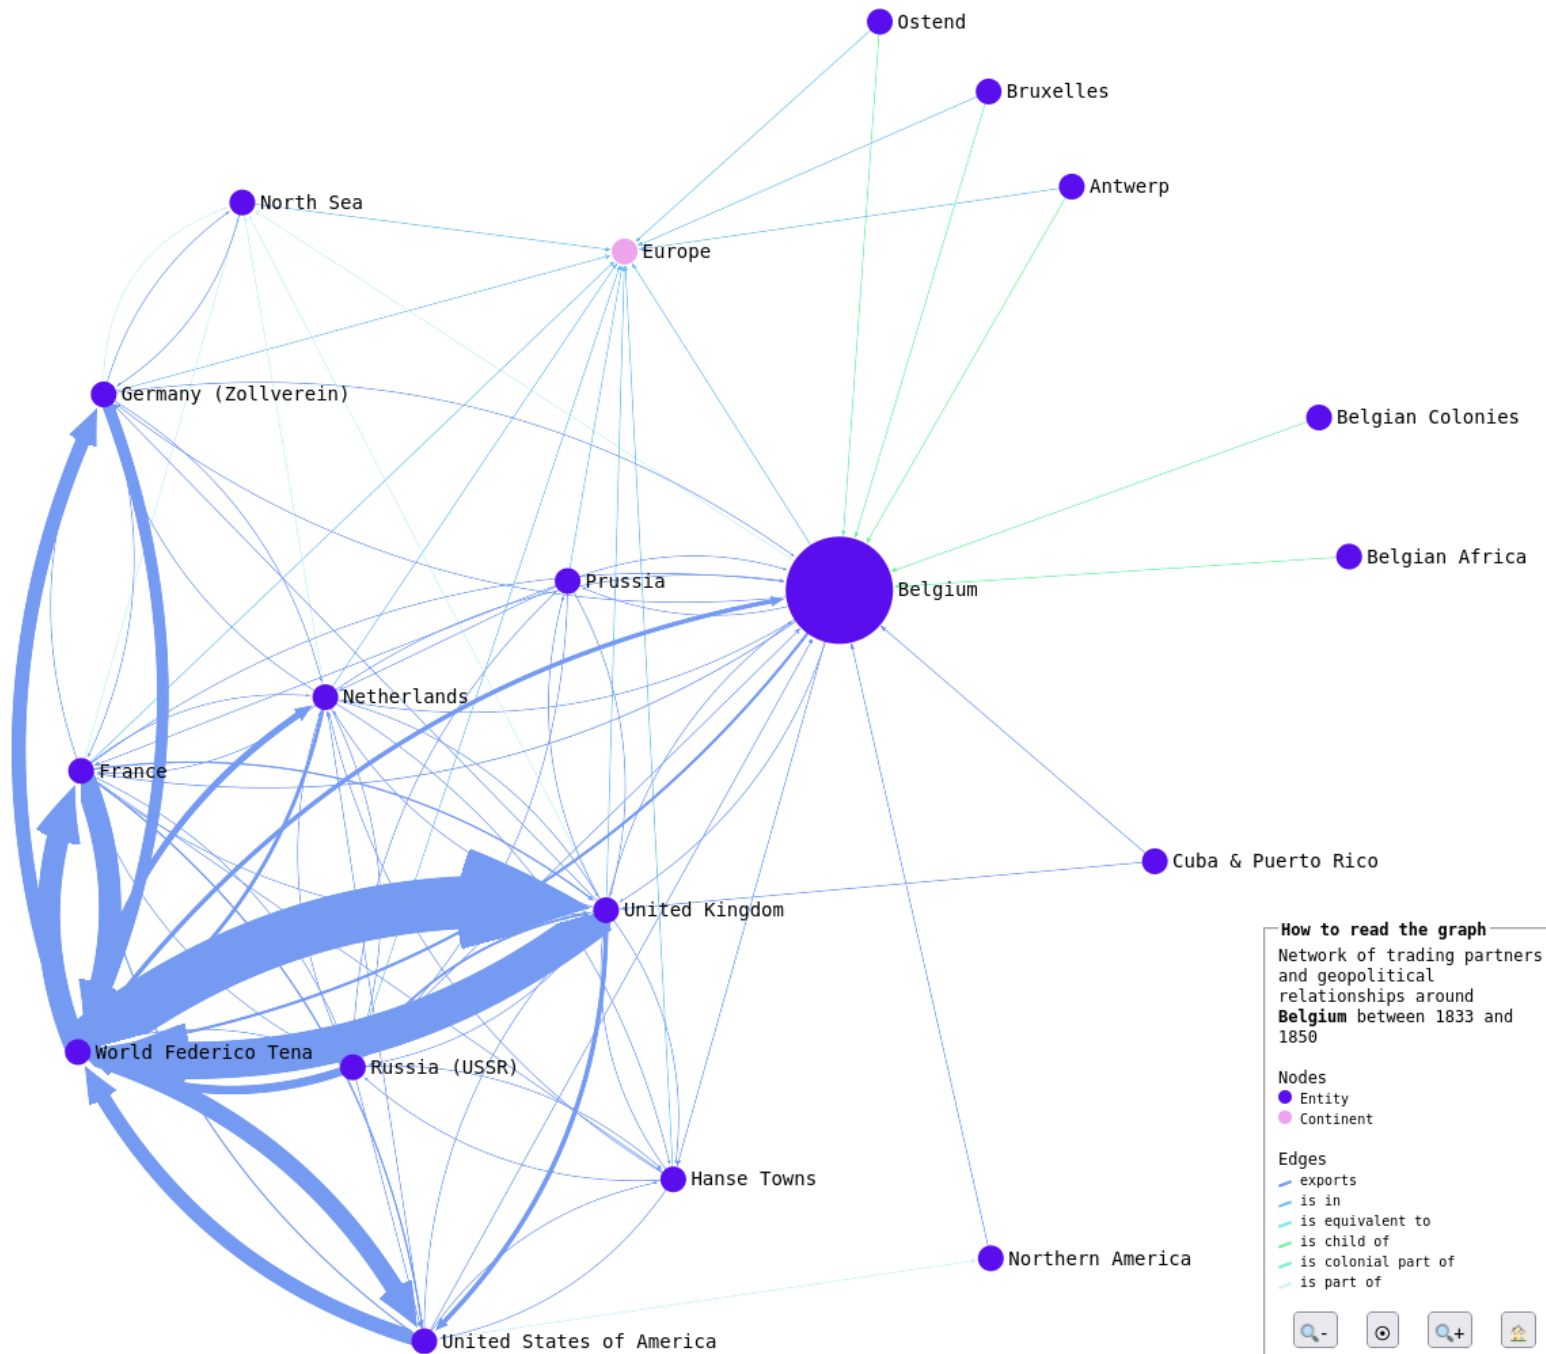 Ostend
Bruxelles
Antwerp
North Sea
Europe
Germany (Zollverein)
Belgian Colonies
Belgian Africa
Prussia
Belgium
Netherlands
France
Cuba & Puerto Rico
United Kingdom
World Federico Tena
Russia (USSR)
Hanse Towns
Northern America
United States of America
How to read the graph
Network of trading partners
and geopolitical
relationships around
Belgium between 1833 and
1850
Nodes
Entity
Continent
Edges
exports
is in
is equivalent to
is child of
is colonial part of
is part of